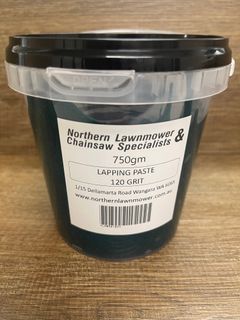 Northern Lawnmower &
Chainsaw Specialists
750gm
LAPPING PASTE
120 GRIT
1/15 Dellamarta Road Wangara WA 6065
www.northernlawnmower.com.au